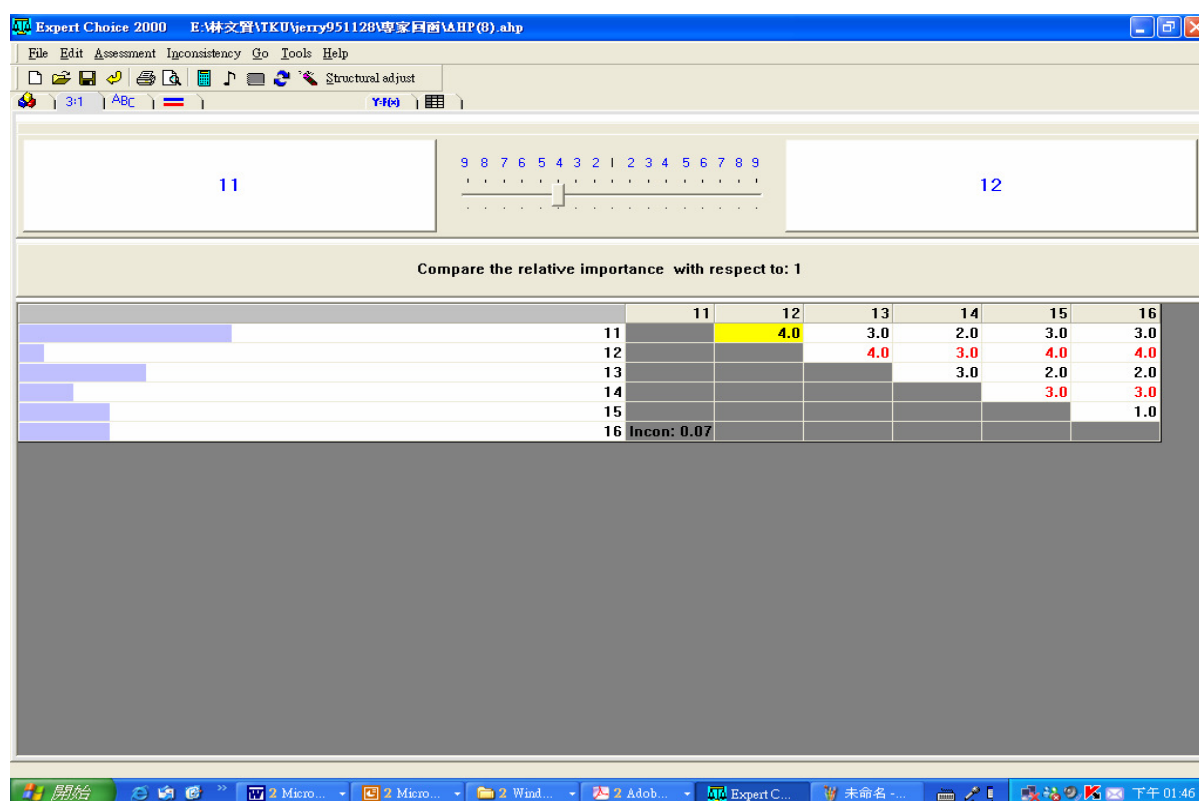 Expert Choice 2000 E:\林文賢\TKU\jerry951128\專家回函\AHP(8).ahp
File Edit Assessment Inconsistency Go Tools Help
Structural adjust
3:1 ABC Y=F(x)
9 8 7 6 5 4 3 2 1 2 3 4 5 6 7 8 9
11 12
Compare the relative importance with respect to: 1
11 12 13 14 15 16
11 4.0 3.0 2.0 3.0 3.0
12 4.0 3.0 4.0 4.0
13 3.0 2.0 2.0
14 3.0 3.0
15 1.0
16 Incon: 0.07
開始 2 Micro... 2 Micro... 2 Wind... 2 Adob... Expert C... 未命名 -... 下午 01:46